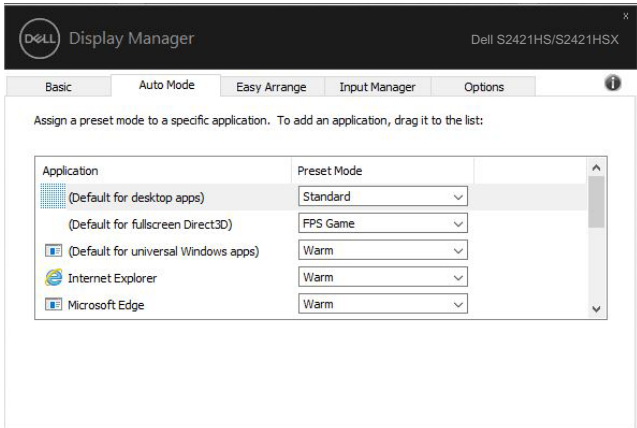 x
DELL Display Manager
Dell S2421HS/S2421HSX
Basic Auto Mode Easy Arrange Input Manager Options
Assign a preset mode to a specific application. To add an application, drag it to the list:
Application Preset Mode
(Default for desktop apps) Standard
(Default for fullscreen Direct3D) FPS Game
(Default for universal Windows apps) Warm
Internet Explorer Warm
Microsoft Edge Warm